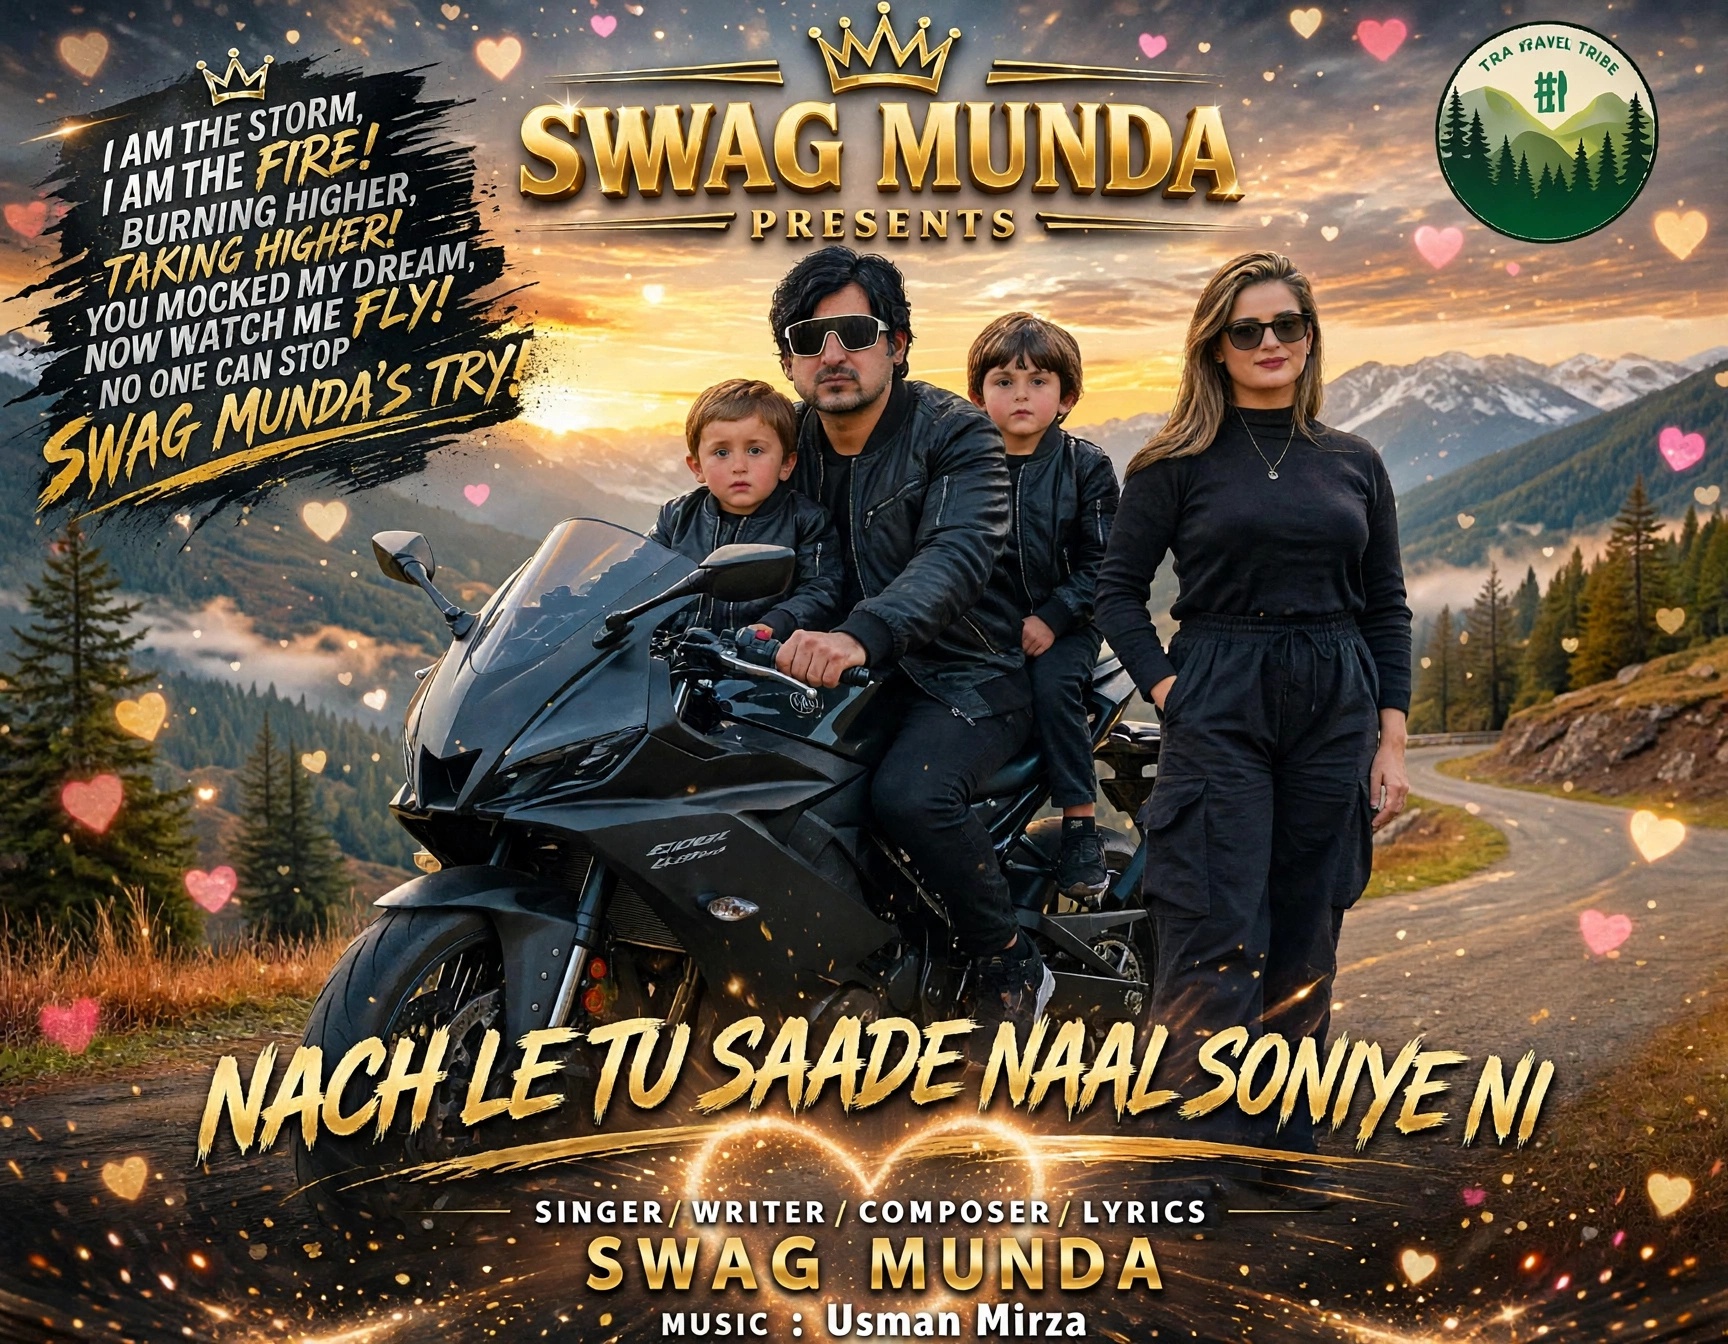 I AM THE STORM,
I AM THE FIRE!
BURNING HIGHER,
TAKING HIGHER!
YOU MOCKED MY DREAM,
NOW WATCH ME FLY!
NO ONE CAN STOP
SWAG MUNDA'S TRY!
SWAG MUNDA
PRESENTS
TRA TRAVEL TRIBE
NACH LE TU SAADE NAAL SONIYE NI
SINGER/WRITER/COMPOSER/LYRICS
SWAG MUNDA
MUSIC : Usman Mirza